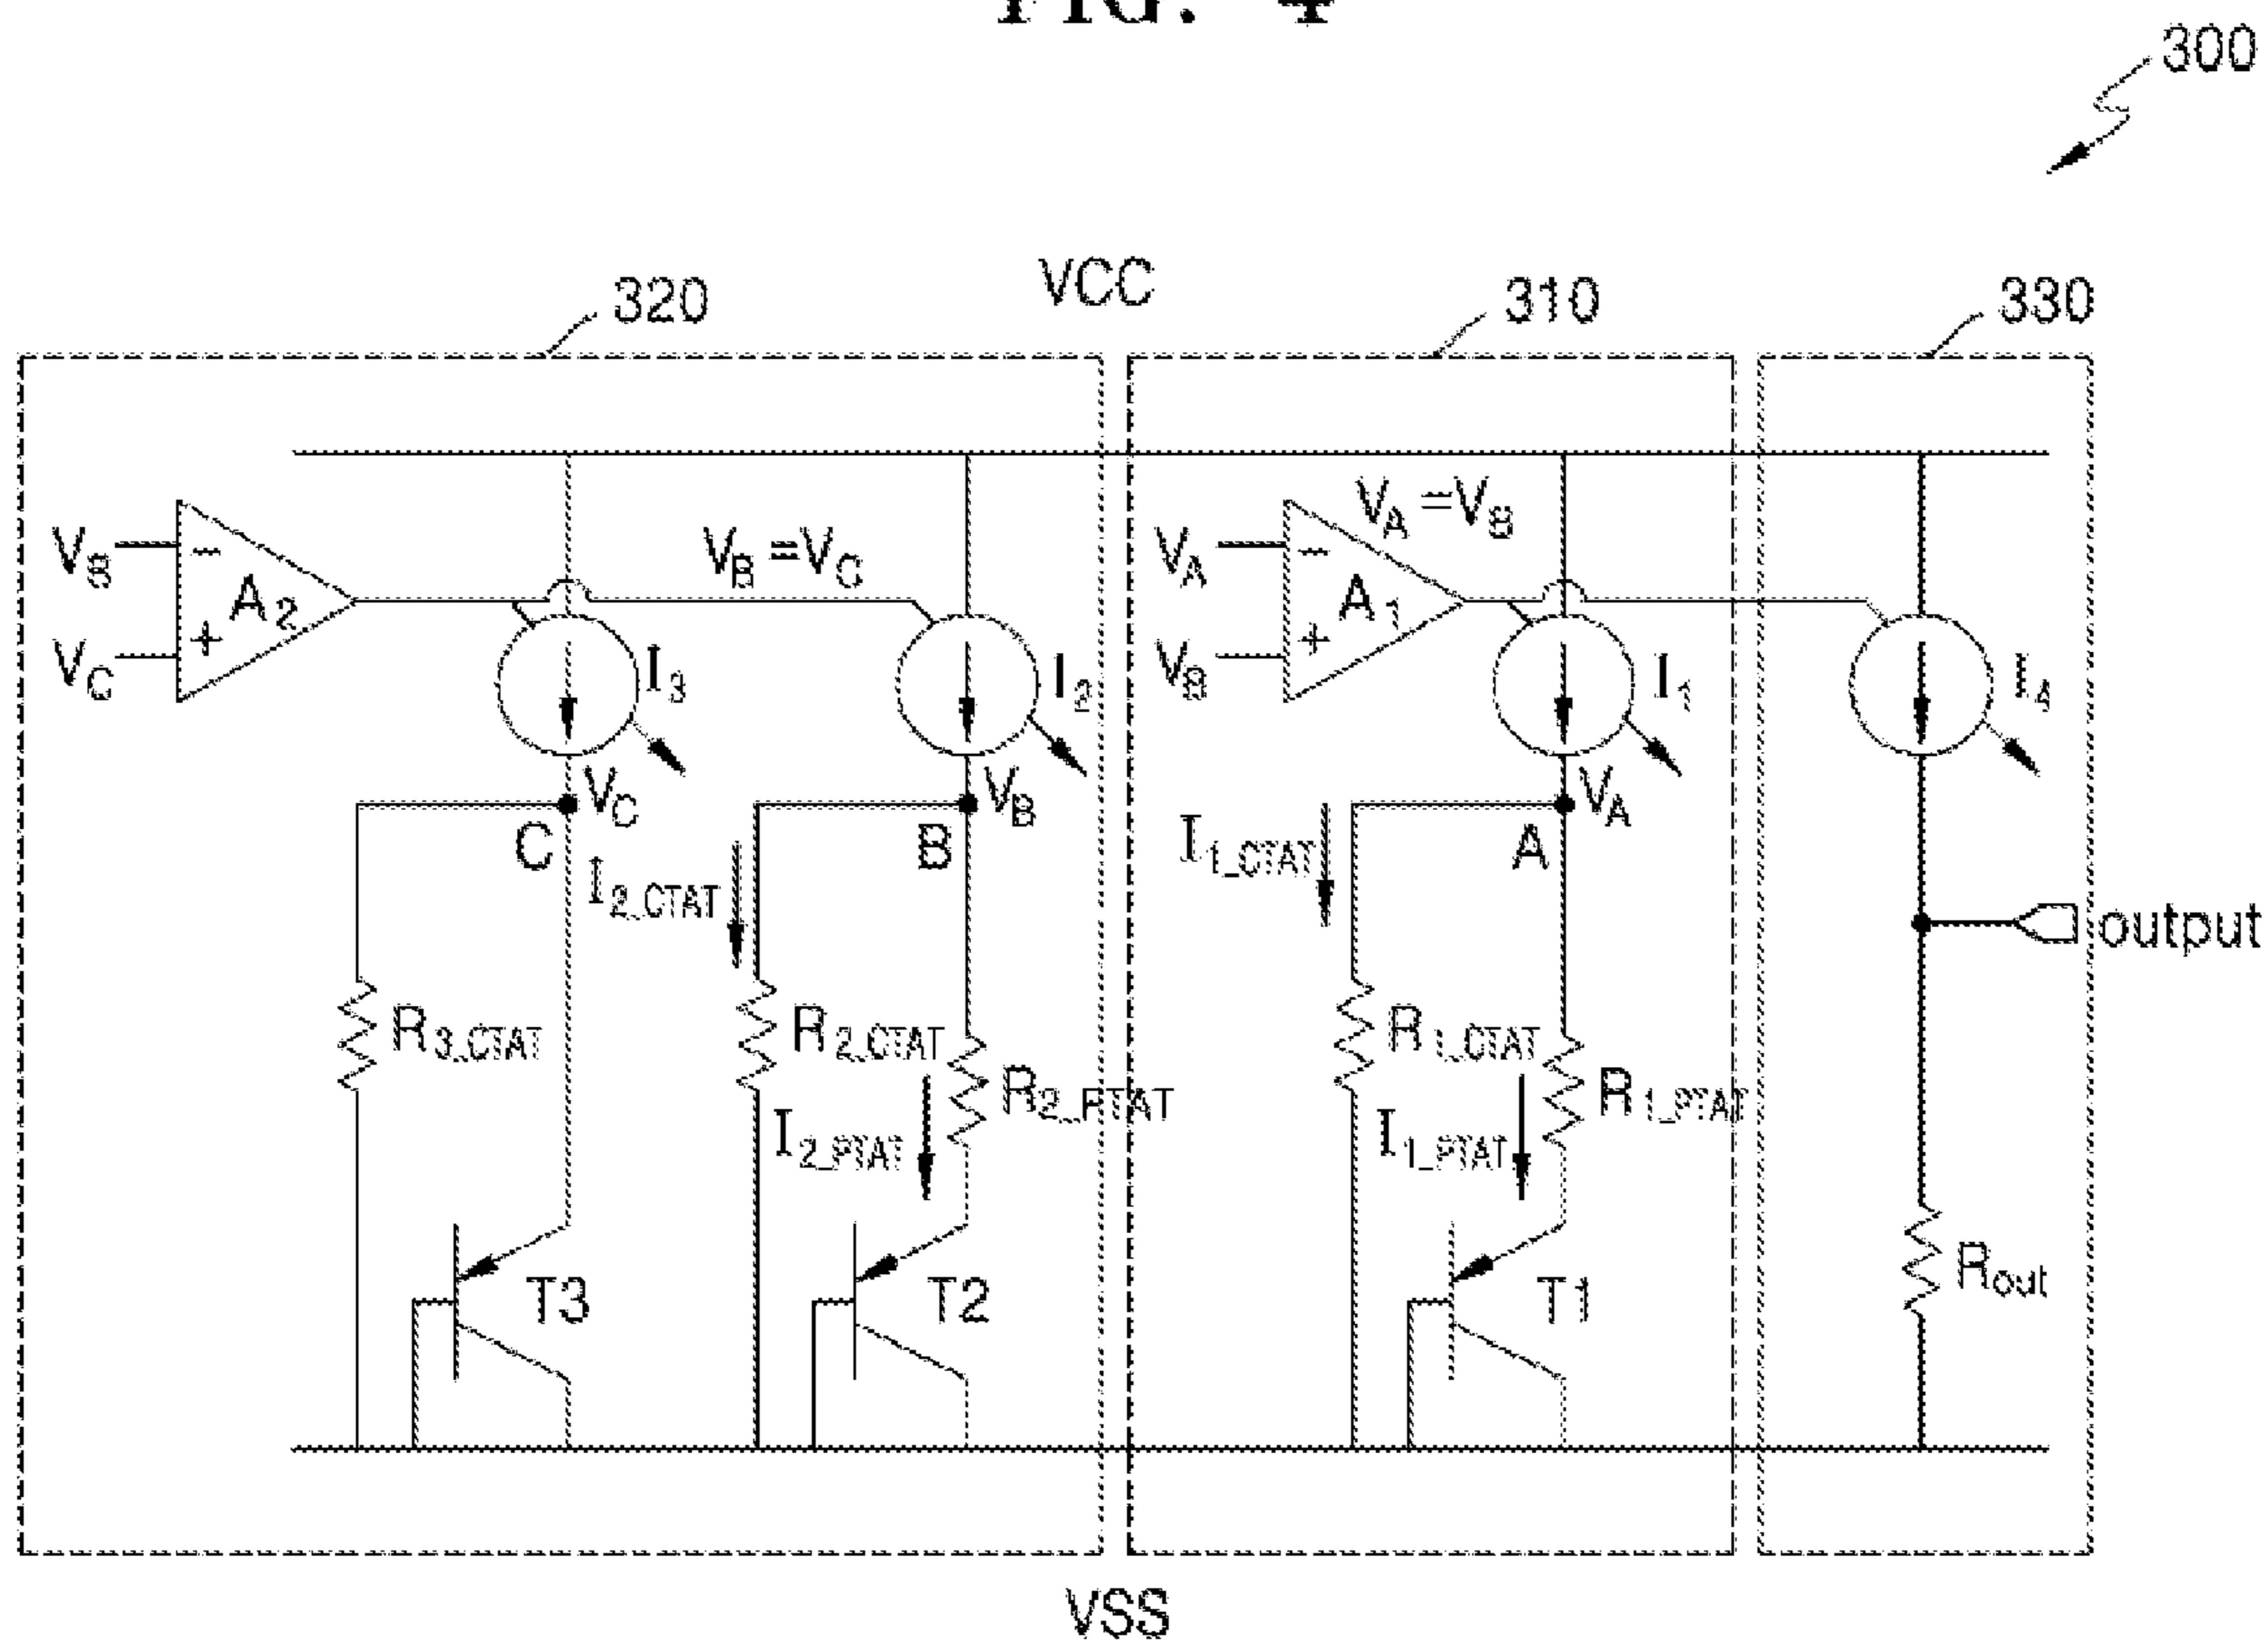 FIG. 4
300
320
VCC
310
330
V_B
V_C
A_2
-
+
V_B = V_C
I_3
I_2
V_A
V_B
A_1
-
+
V_A = V_B
I_1
I_4
V_C
C
V_B
B
V_A
A
I_2_CTAT
I_1_CTAT
output
R_3_CTAT
R_2_CTAT
R_2_PTAT
I_2_PTAT
R_1_CTAT
R_1_PTAT
I_1_PTAT
T3
T2
T1
R_out
VSS